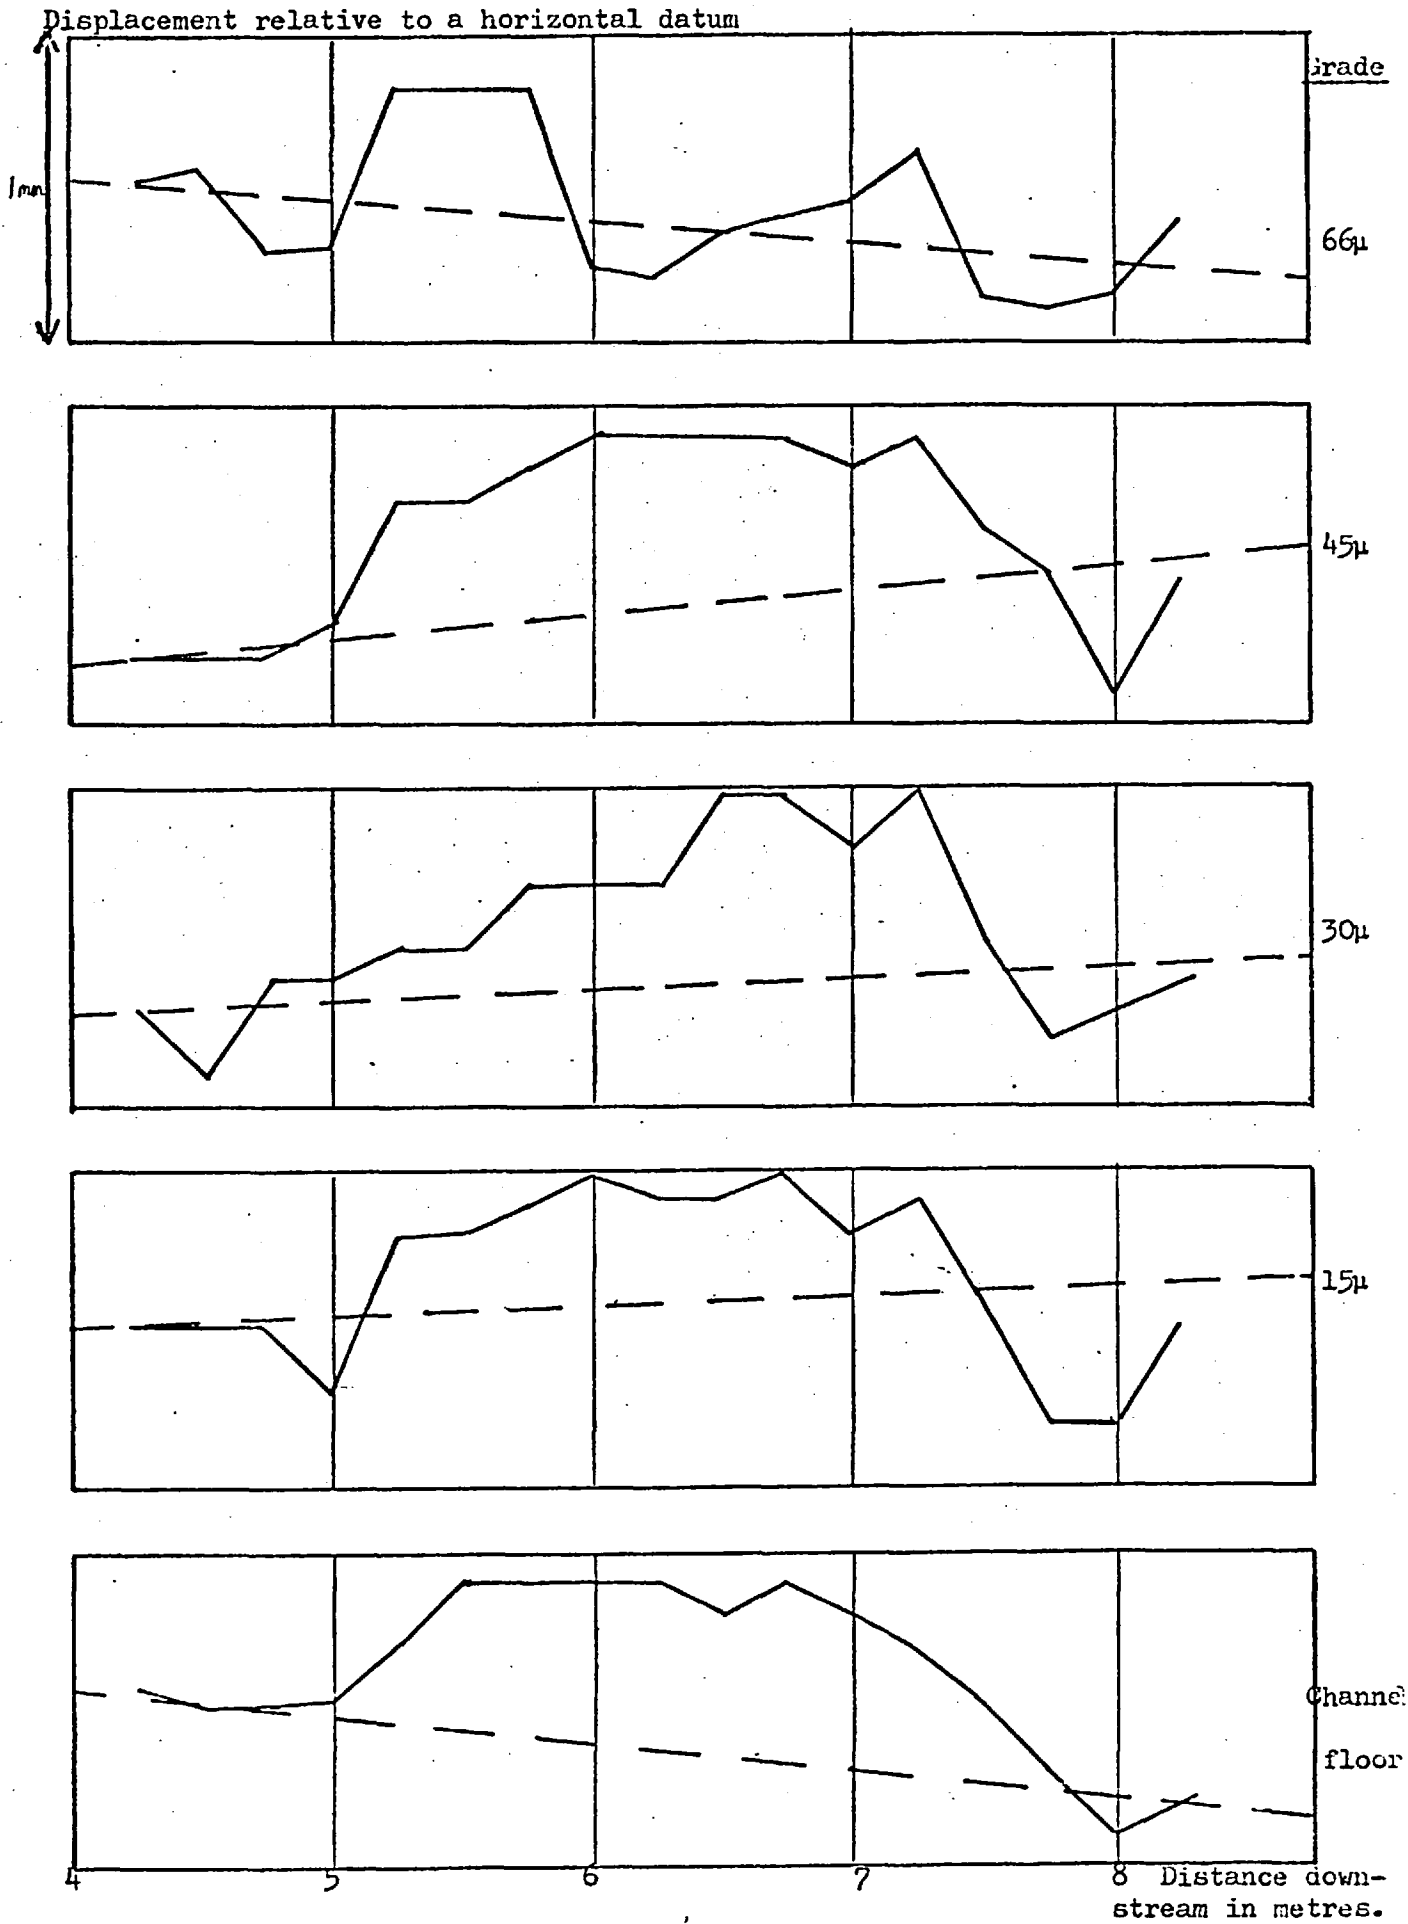 Displacement relative to a horizontal datum
Grade
1mm
66µ
45µ
30µ
15µ
Channel
floor
4 5 6 7 8 Distance down-
stream in metres.